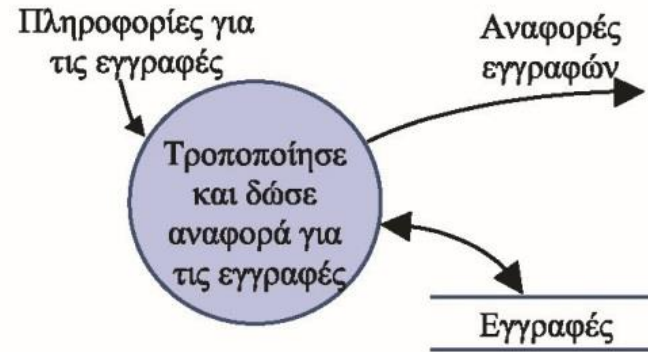 Πληροφορίες για
τις εγγραφές
Αναφορές
εγγραφών
Τροποποίησε
και δώσε
αναφορά για
τις εγγραφές
Εγγραφές